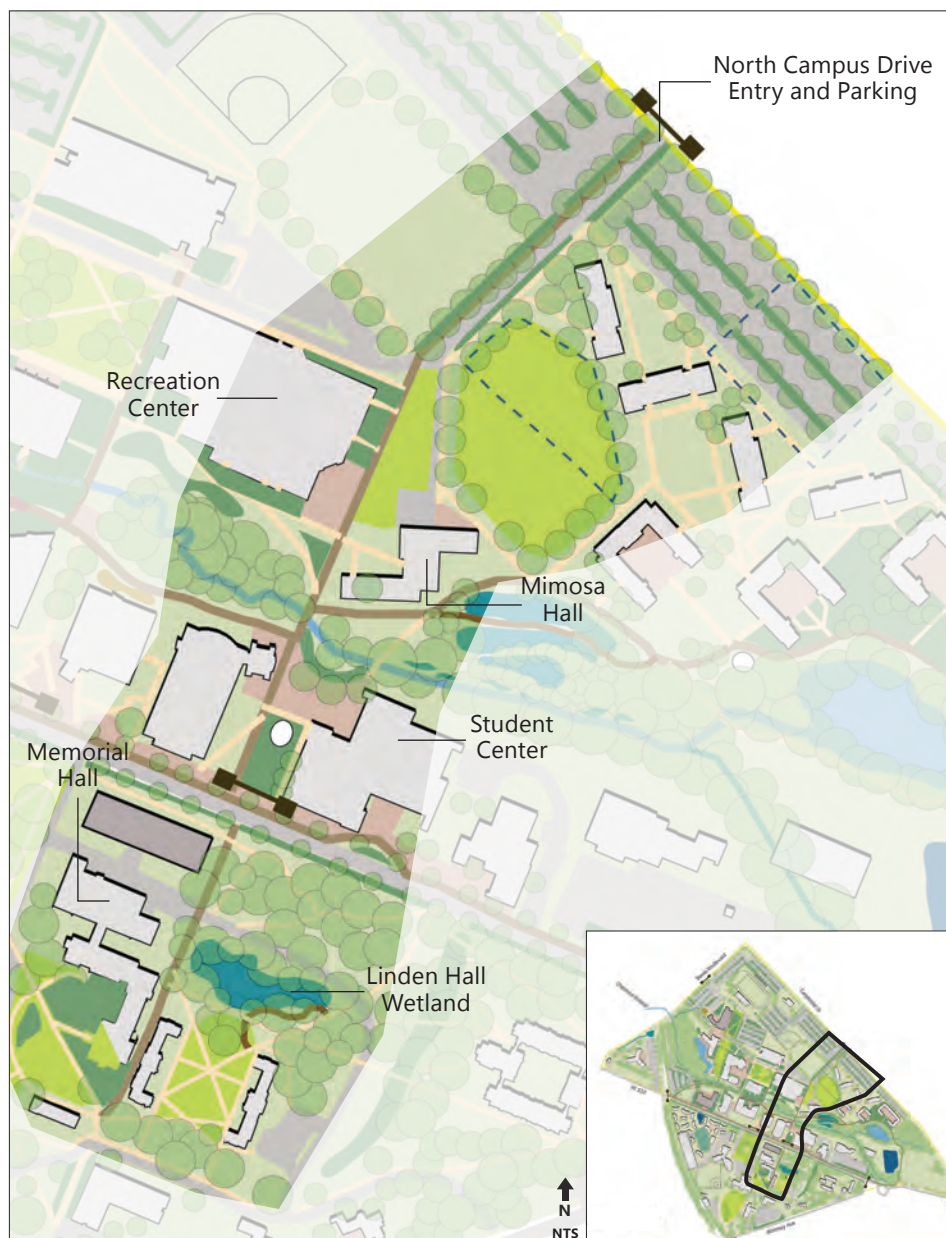 North Campus Drive
Entry and Parking
Recreation
Center
Mimosa
Hall
Student
Center
Memorial
Hall
Linden Hall
Wetland
N
NTS